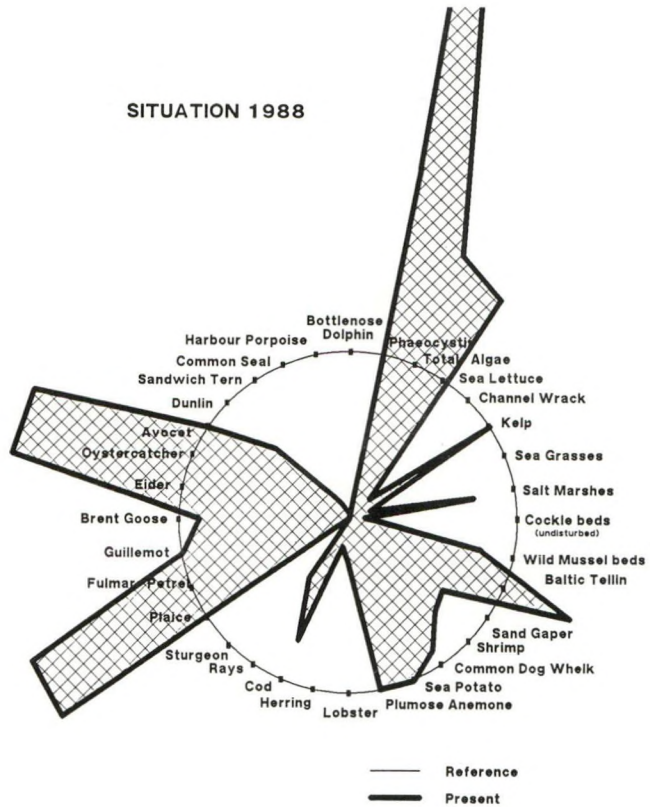 SITUATION 1988
Bottlenose
Dolphin
Phaeocystis
Total Algae
Sea Lettuce
Channel Wrack
Kelp
Sea Grasses
Salt Marshes
Cockle beds
(undisturbed)
Wild Mussel beds
Baltic Tellin
Sand Gaper
Shrimp
Common Dog Whelk
Sea Potato
Plumose Anemone
Lobster
Herring
Cod
Rays
Sturgeon
Plaice
Fulmar Petrel
Guillemot
Brent Goose
Eider
Oystercatcher
Avocet
Dunlin
Sandwich Tern
Common Seal
Harbour Porpoise
Reference
Present